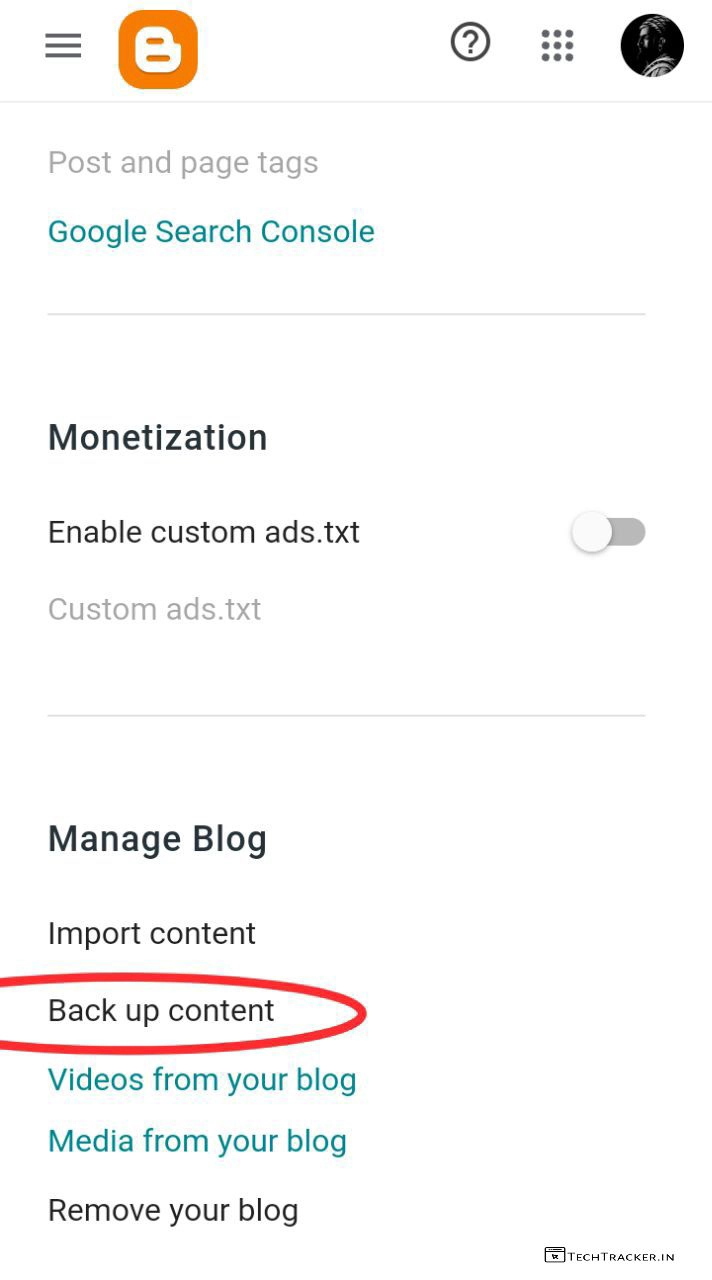 Post and page tags
Google Search Console
Monetization
Enable custom ads.txt
Custom ads.txt
Manage Blog
Import content
Back up content
Videos from your blog
Media from your blog
Remove your blog
TECHTRACKER.IN